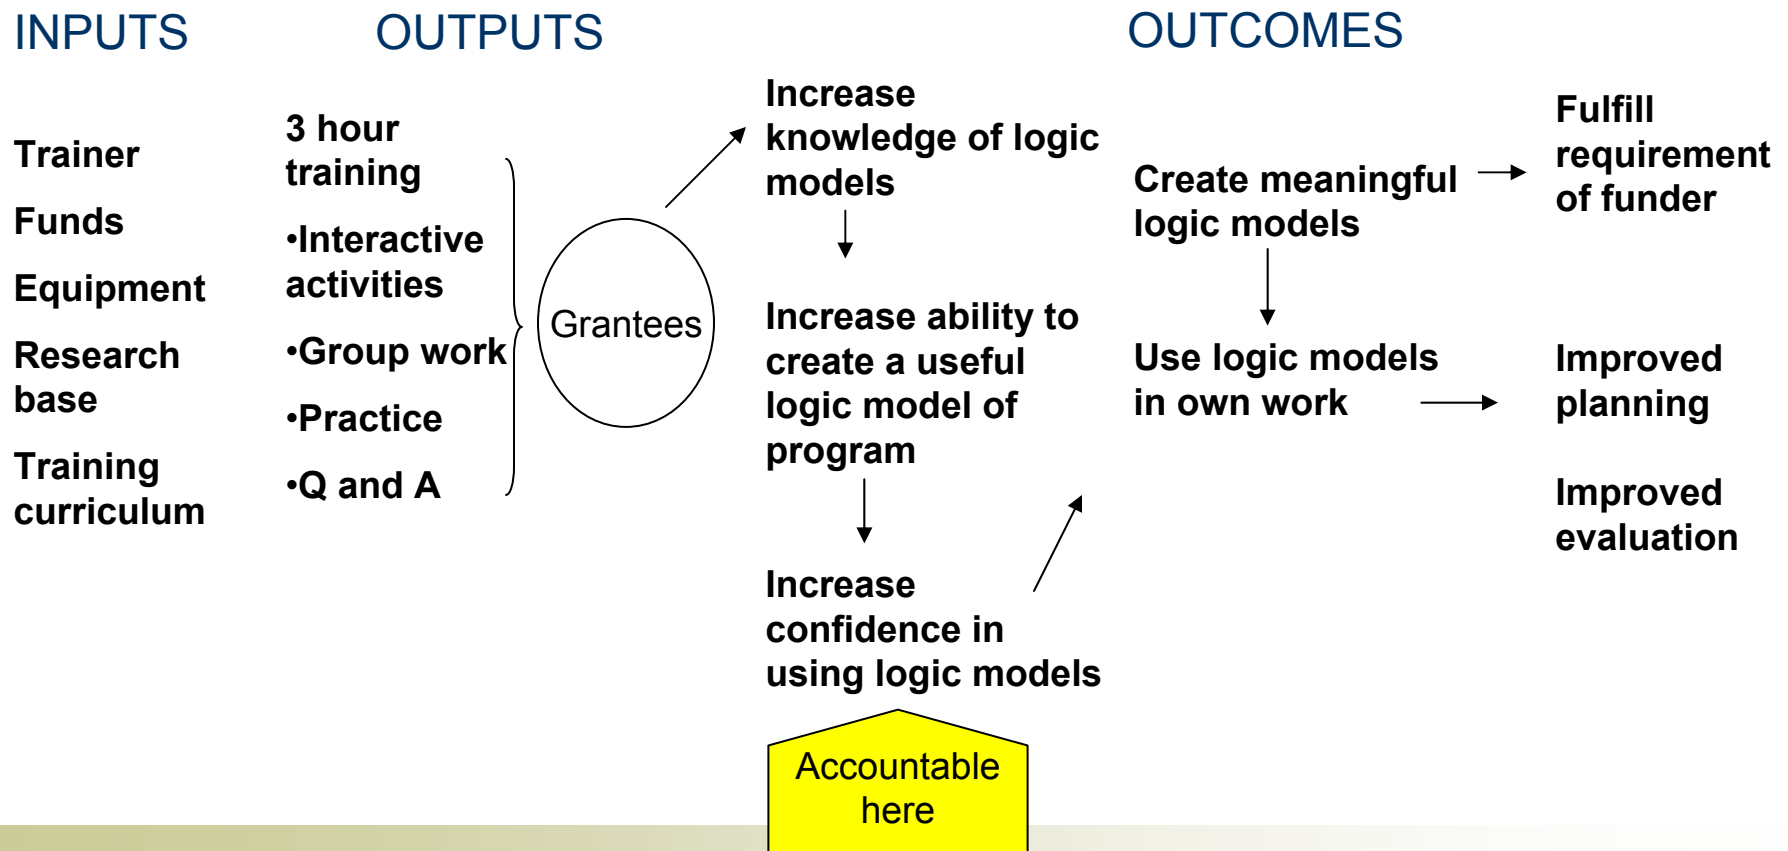 INPUTS
OUTPUTS
OUTCOMES
Trainer
Funds
Equipment
Research
base
Training
curriculum
3 hour
training
•Interactive
activities
•Group work
•Practice
•Q and A
Grantees
Increase
knowledge of logic
models
Increase ability to
create a useful
logic model of
program
Increase
confidence in
using logic models
Accountable
here
Create meaningful
logic models
Use logic models
in own work
Fulfill
requirement
of funder
Improved
planning
Improved
evaluation